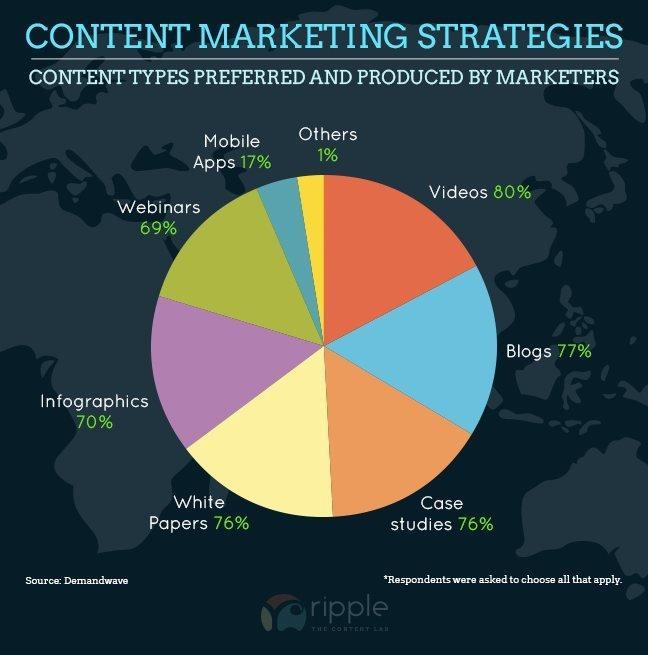 CONTENT MARKETING STRATEGIES
CONTENT TYPES PREFERRED AND PRODUCED BY MARKETERS
Others
1%
Mobile
Apps 17%
Videos 80%
Webinars
69%
Blogs 77%
Infographics
70%
White
Papers 76%
Case
studies 76%
Source: Demandwave
*Respondents were asked to choose all that apply.
ripple
THE CONTENT LAB